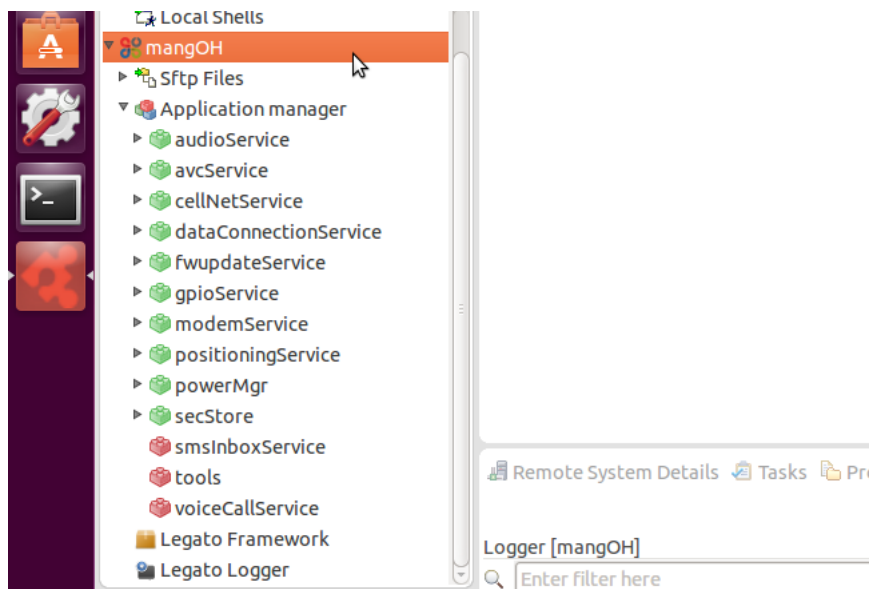 Local Shells
mangOH
Sftp Files
Application manager
audioService
avcService
cellNetService
dataConnectionService
fwupdateService
gpioService
modemService
positioningService
powerMgr
secStore
smsInboxService
tools
voiceCallService
Legato Framework
Legato Logger
Remote System Details Tasks Pr
Logger [mangOH]
Enter filter here